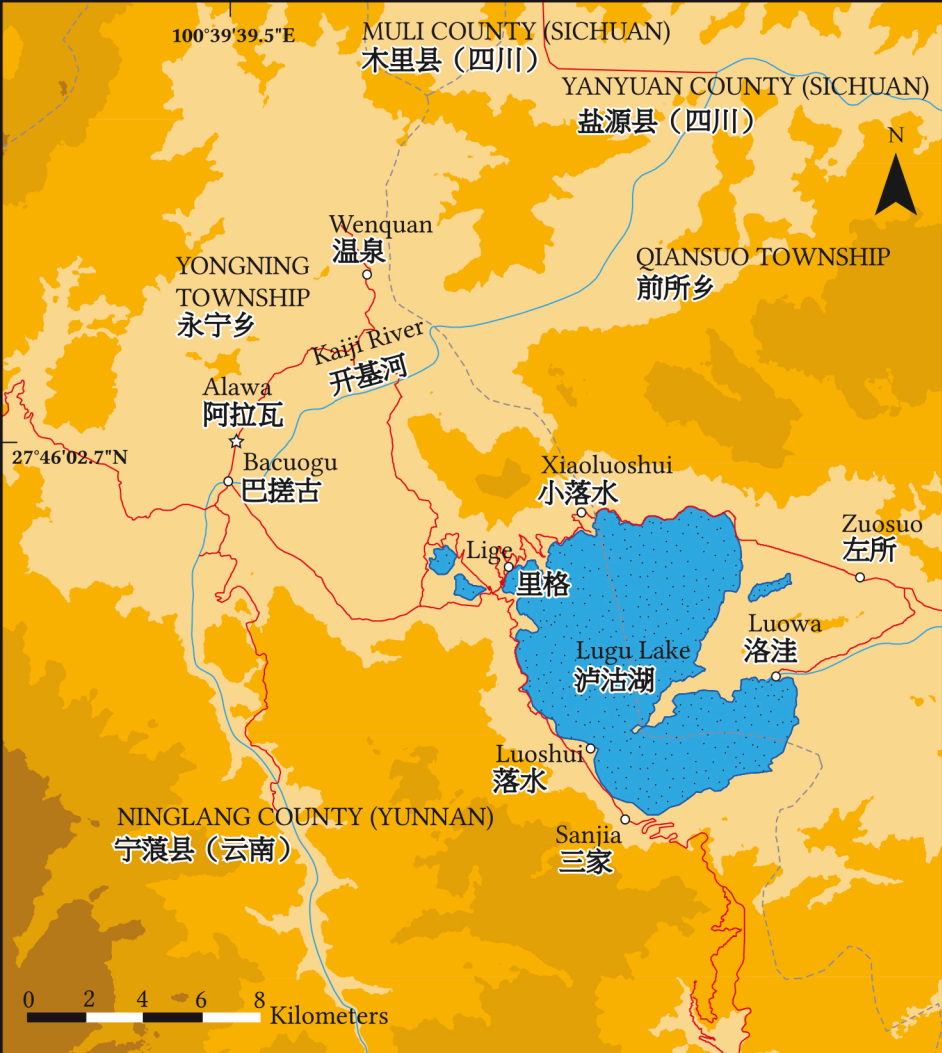 100°39'39.5"E
MULI COUNTY (SICHUAN)
木里县（四川）
YANYUAN COUNTY (SICHUAN)
盐源县（四川）
N
Wenquan
温泉
YONGNING
TOWNSHIP
永宁乡
QIANSUO TOWNSHIP
前所乡
Kaiji River
开基河
Alawa
阿拉瓦
27°46'02.7"N
Bacuogu
巴搓古
Xiaoluoshui
小落水
Zuosuo
左所
Lige
里格
Luowa
洛洼
Lugu Lake
泸沽湖
Luoshui
落水
NINGLANG COUNTY (YUNNAN)
宁蒗县（云南）
Sanjia
三家
0 2 4 6 8
Kilometers